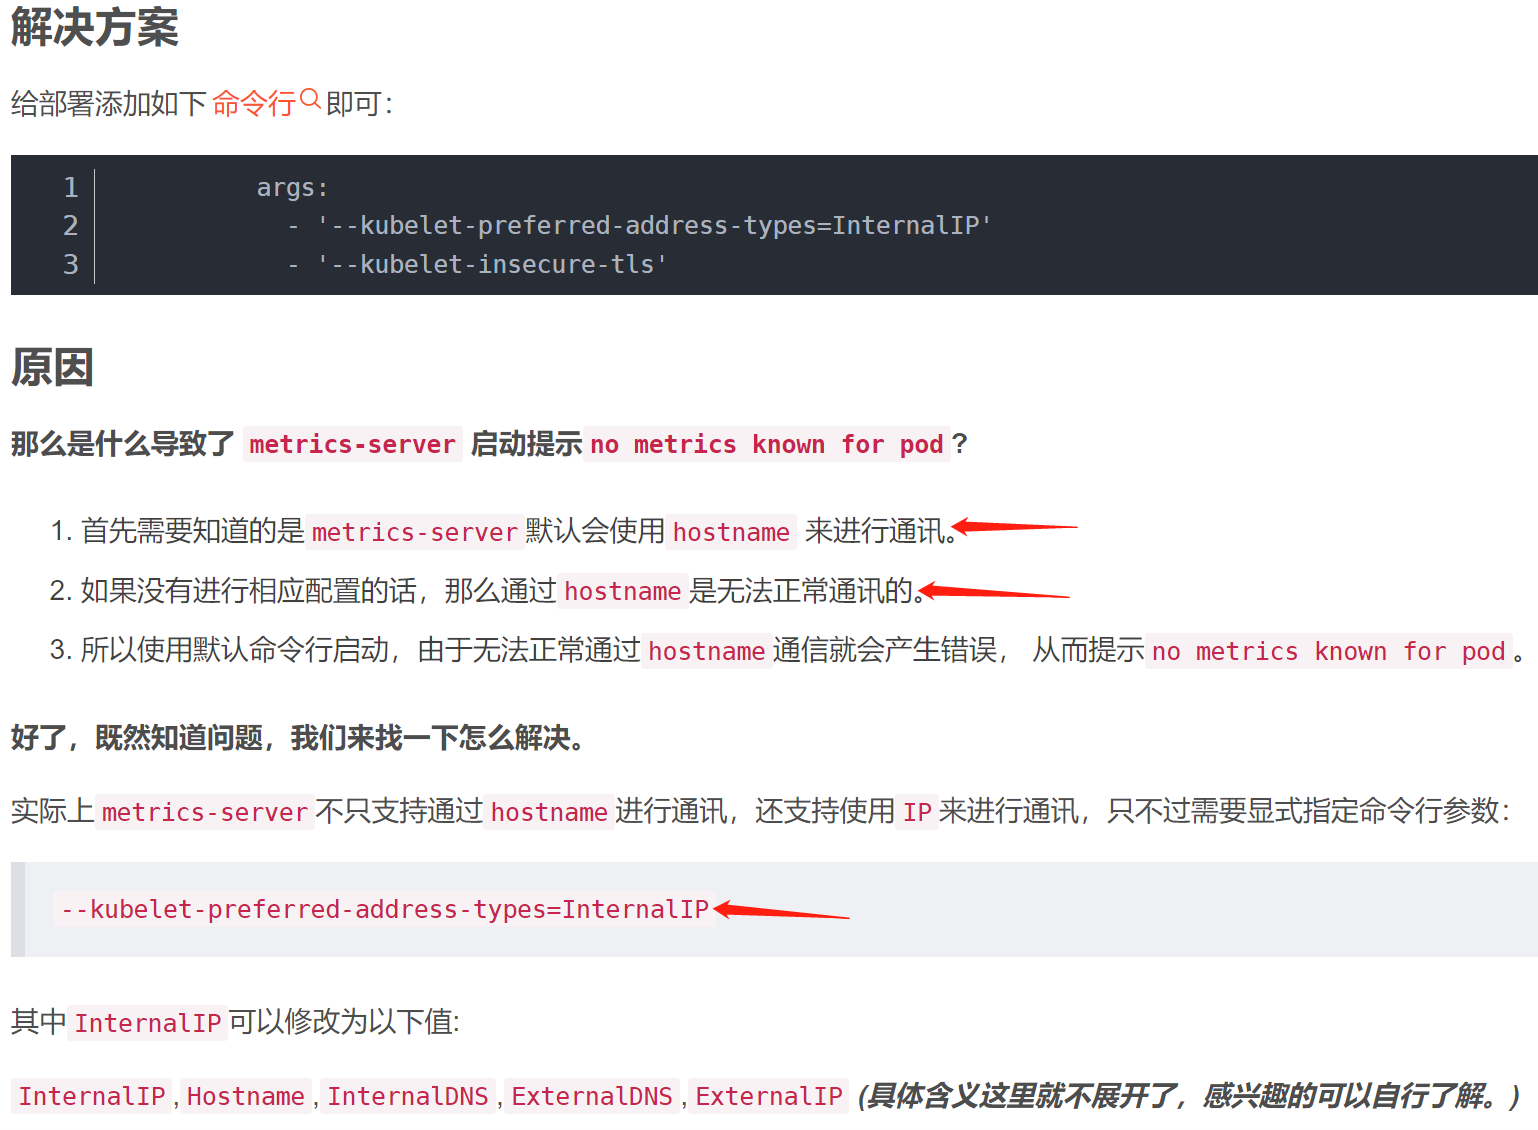 解决方案
给部署添加如下 命令行 即可：
1 args:
2 - '--kubelet-preferred-address-types=InternalIP'
3 - '--kubelet-insecure-tls'
原因
那么是什么导致了 metrics-server 启动提示 no metrics known for pod ?
1. 首先需要知道的是 metrics-server 默认会使用 hostname 来进行通讯。
2. 如果没有进行相应配置的话，那么通过 hostname 是无法正常通讯的。
3. 所以使用默认命令行启动，由于无法正常通过 hostname 通信就会产生错误， 从而提示 no metrics known for pod 。
好了，既然知道问题，我们来找一下怎么解决。
实际上 metrics-server 不只支持通过 hostname 进行通讯，还支持使用 IP 来进行通讯，只不过需要显式指定命令行参数：
--kubelet-preferred-address-types=InternalIP
其中 InternalIP 可以修改为以下值:
InternalIP , Hostname , InternalDNS , ExternalDNS , ExternalIP (具体含义这里就不展开了，感兴趣的可以自行了解。)